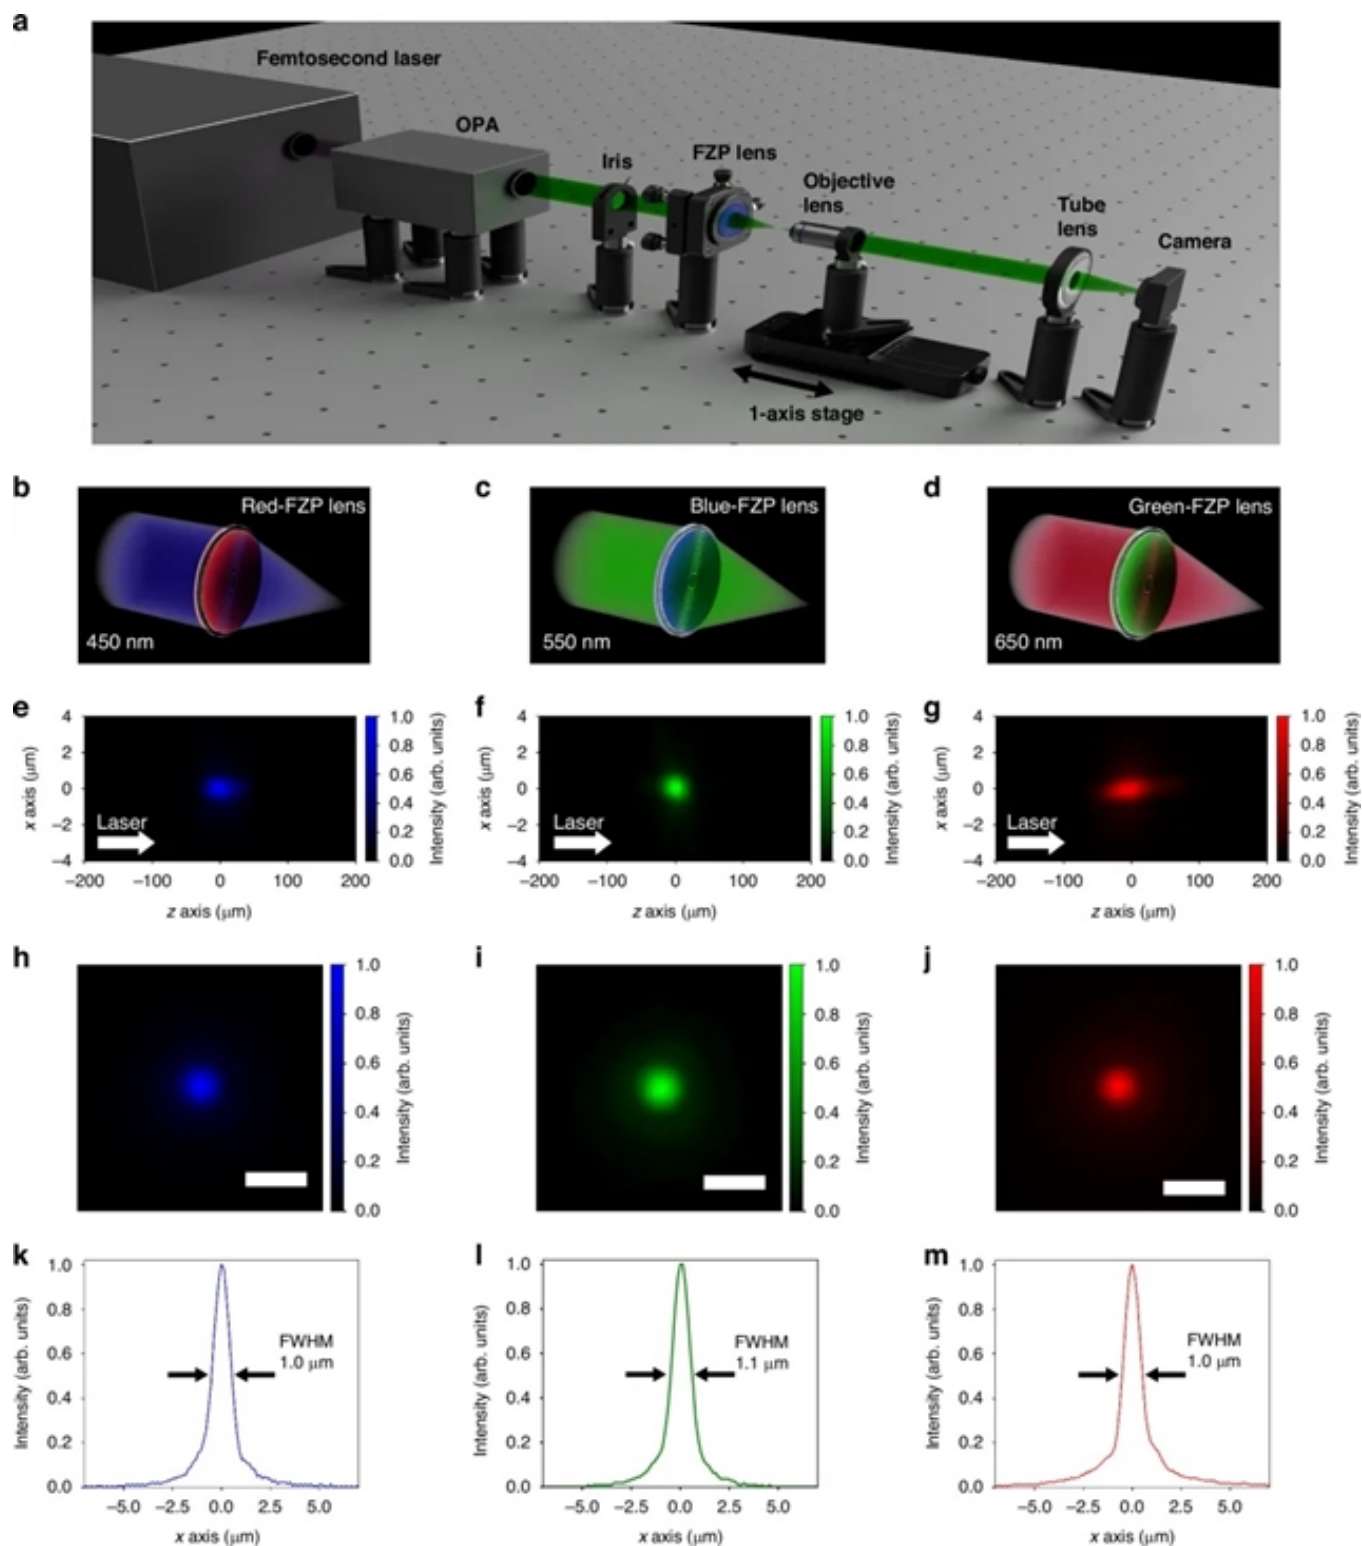 a
Femtosecond laser
OPA
Iris
FZP lens
Objective
lens
Tube
lens
Camera
1-axis stage
b
Red-FZP lens
450 nm
c
Blue-FZP lens
550 nm
d
Green-FZP lens
650 nm
e
4
2
0
−2
−4
x axis (μm)
Laser
−200
−100
0
100
200
z axis (μm)
1.0
0.8
0.6
0.4
0.2
0.0
Intensity (arb. units)
f
4
2
0
−2
−4
x axis (μm)
Laser
−200
−100
0
100
200
z axis (μm)
1.0
0.8
0.6
0.4
0.2
0.0
Intensity (arb. units)
g
4
2
0
−2
−4
x axis (μm)
Laser
−200
−100
0
100
200
z axis (μm)
1.0
0.8
0.6
0.4
0.2
0.0
Intensity (arb. units)
h
1.0
0.8
0.6
0.4
0.2
0.0
Intensity (arb. units)
i
1.0
0.8
0.6
0.4
0.2
0.0
Intensity (arb. units)
j
1.0
0.8
0.6
0.4
0.2
0.0
Intensity (arb. units)
k
1.0
0.8
0.6
0.4
0.2
0.0
Intensity (arb. units)
FWHM
1.0 μm
−5.0
−2.5
0.0
2.5
5.0
x axis (μm)
l
1.0
0.8
0.6
0.4
0.2
0.0
Intensity (arb. units)
FWHM
1.1 μm
−5.0
−2.5
0.0
2.5
5.0
x axis (μm)
m
1.0
0.8
0.6
0.4
0.2
0.0
Intensity (arb. units)
FWHM
1.0 μm
−5.0
−2.5
0.0
2.5
5.0
x axis (μm)